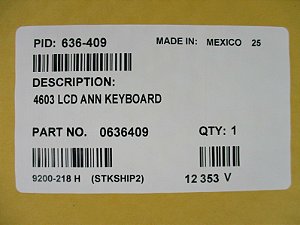 PID: 636-409 MADE IN: MEXICO 25
DESCRIPTION:
4603 LCD ANN KEYBOARD
PART NO. 0636409 QTY: 1
9200-218 H (STKSHIP2) 12 353 V